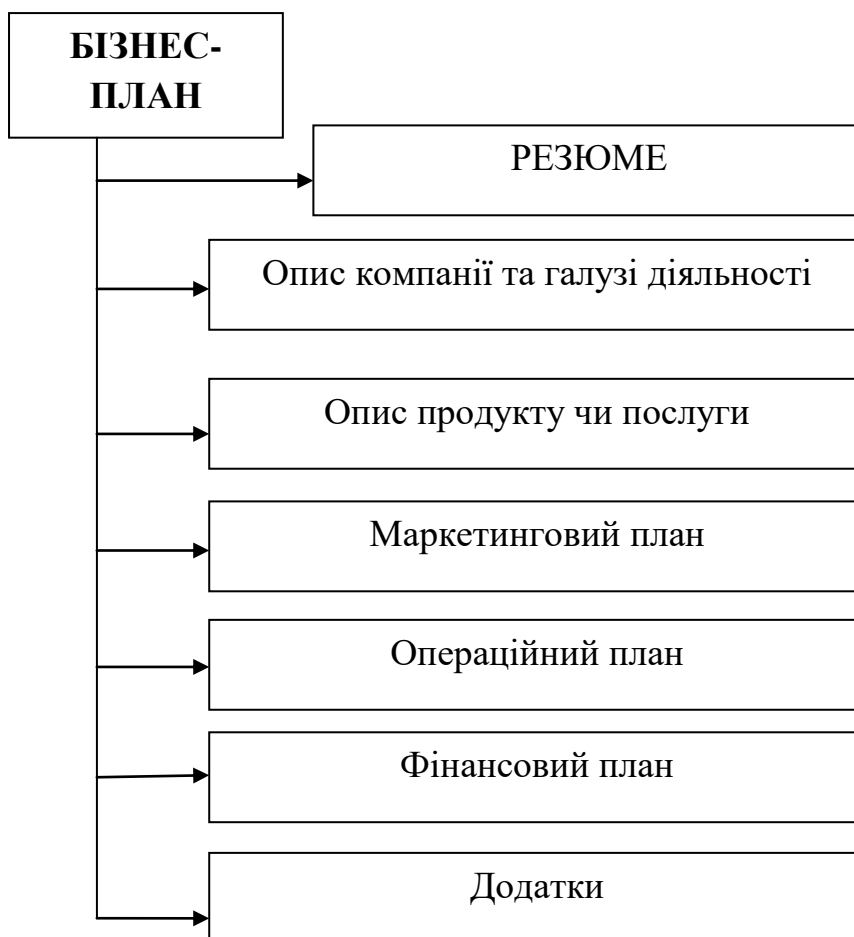 БІЗНЕС-
ПЛАН
РЕЗЮМЕ
Опис компанії та галузі діяльності
Опис продукту чи послуги
Маркетинговий план
Операційний план
Фінансовий план
Додатки